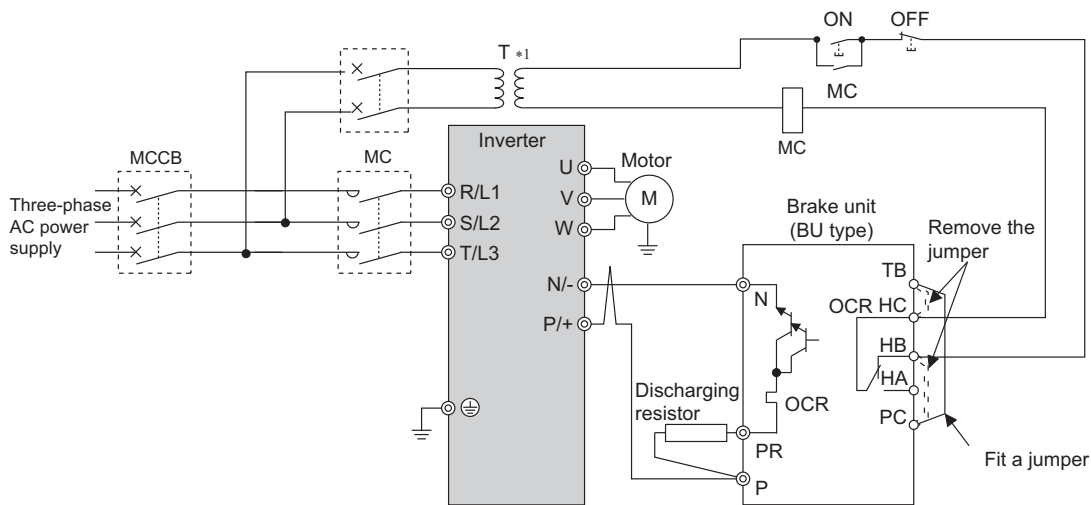 ON
OFF
T *1
MC
MC
MCCB
MC
Inverter
Three-phase
AC power
supply
R/L1
S/L2
T/L3
U
V
W
Motor
M
N/-
P/+
Brake unit
(BU type)
Remove the
jumper
TB
OCR
HC
HB
HA
PC
N
OCR
Discharging
resistor
PR
P
Fit a jumper